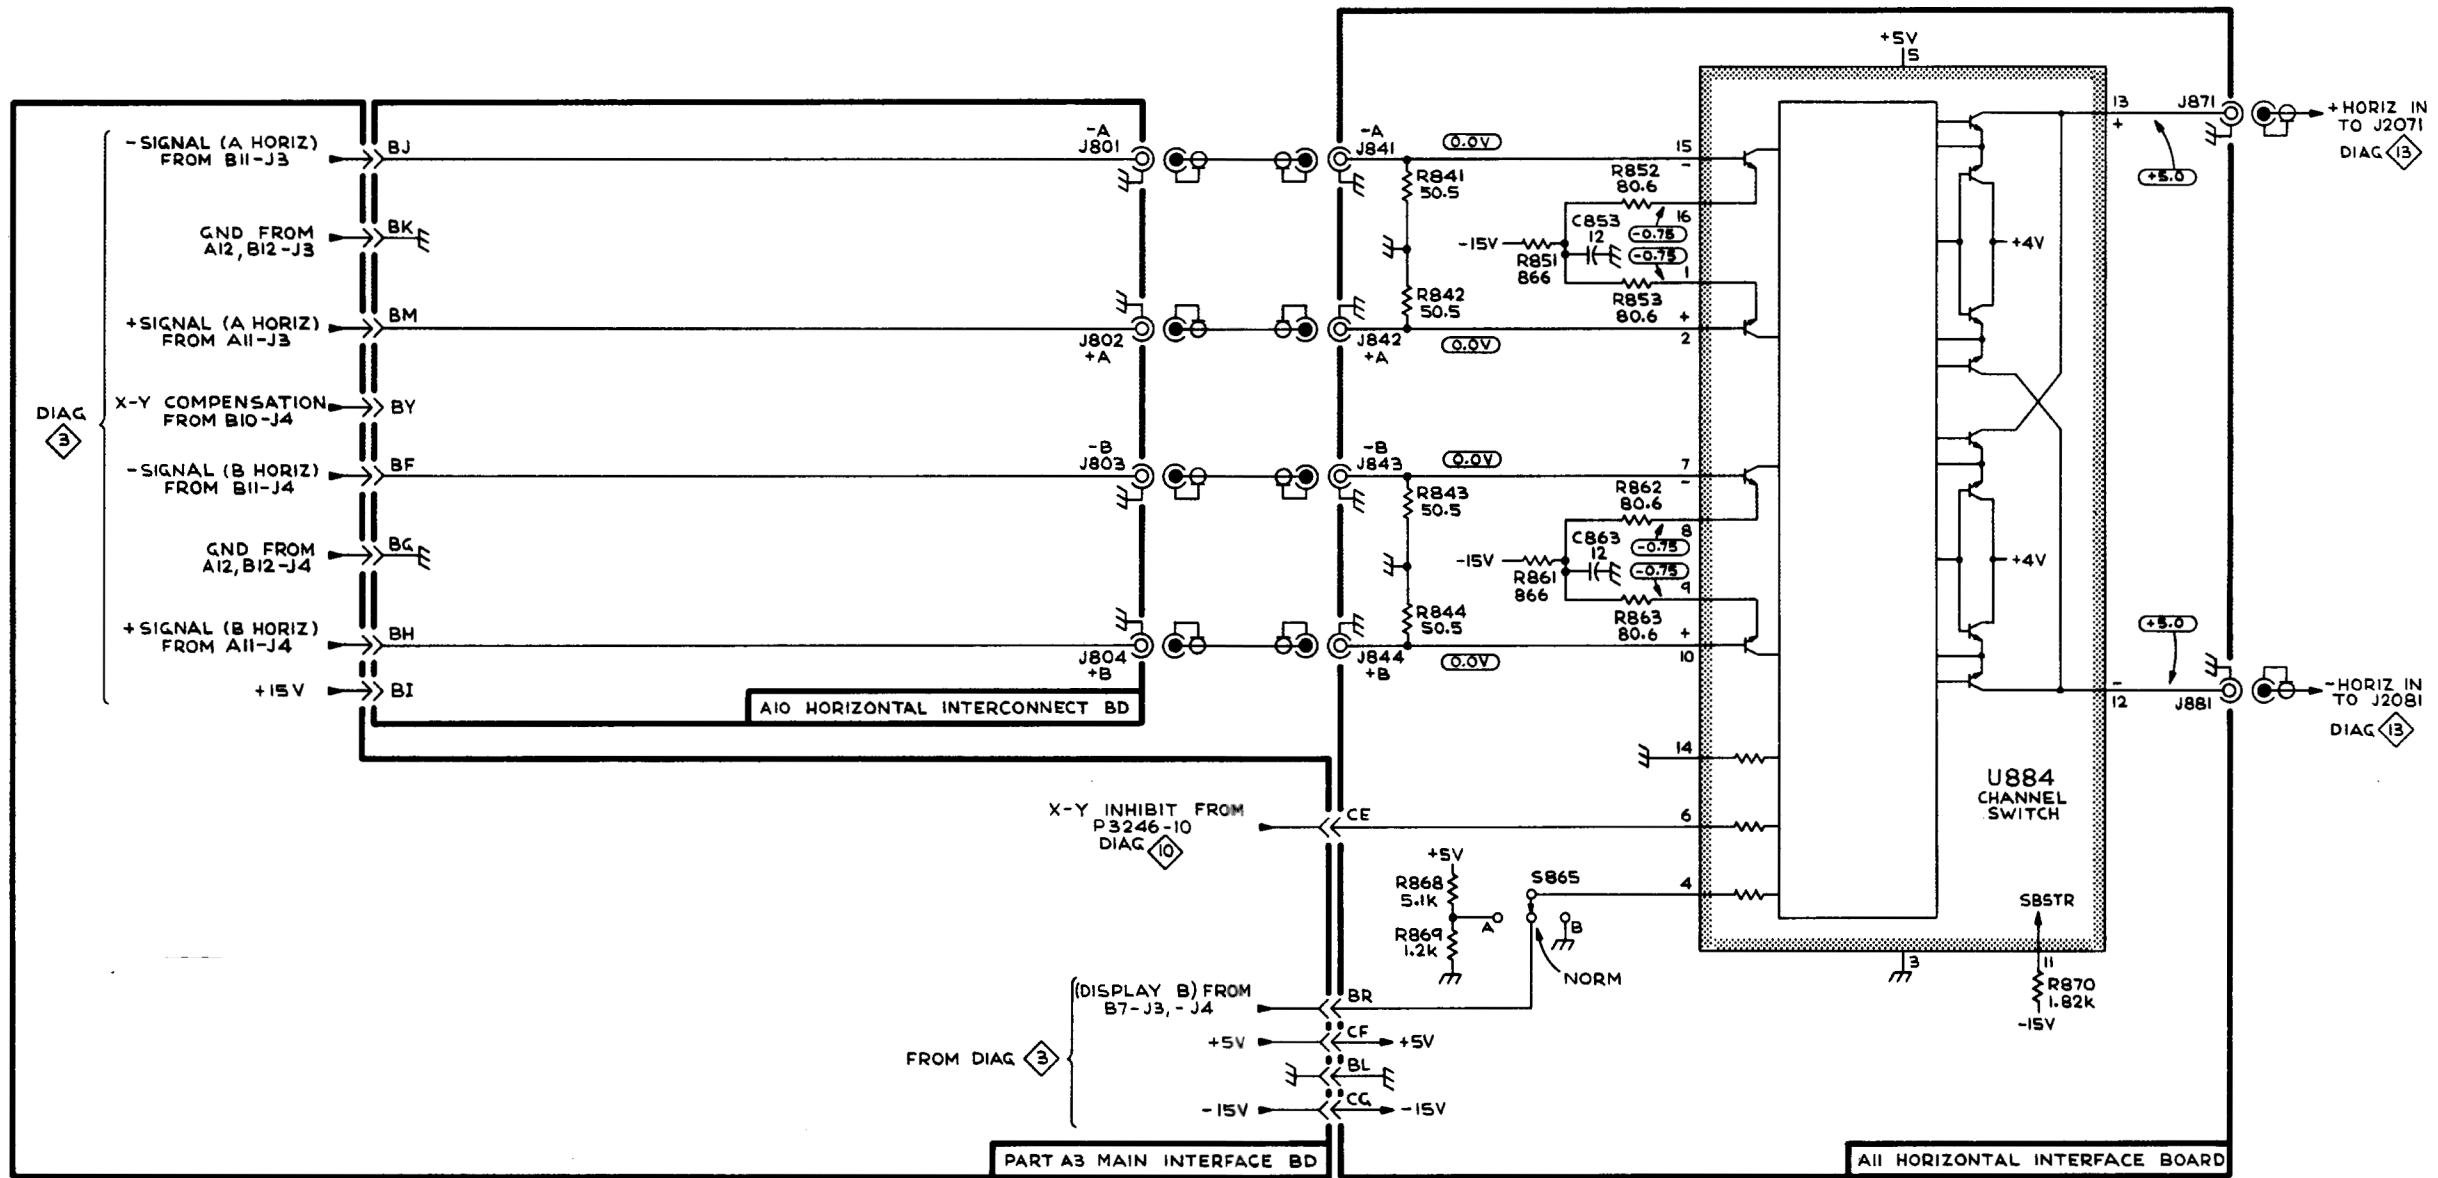 DIAG
3
-SIGNAL (A HORIZ)
FROM B11-J3
BJ
GND FROM
A12, B12-J3
BK
+SIGNAL (A HORIZ)
FROM A11-J3
BM
X-Y COMPENSATION
FROM B10-J4
BY
-SIGNAL (B HORIZ)
FROM B11-J4
BF
GND FROM
A12, B12-J4
BG
+SIGNAL (B HORIZ)
FROM A11-J4
BH
+15V
BI
-A
J801
J802
+A
-B
J803
J804
+B
A10 HORIZONTAL INTERCONNECT BD
-A
J841
0.0V
R841
50.5
R842
50.5
J842
+A
0.0V
-B
J843
0.0V
R843
50.5
R844
50.5
J844
+B
0.0V
-15V
R851
866
C853
12
R852
80.6
-0.75
-0.75
R853
80.6
-15V
R861
866
C863
12
R862
80.6
-0.75
-0.75
R863
80.6
15
-
16
1
+
2
7
-
8
9
+
10
14
6
4
+5V
5
+4V
+4V
U884
CHANNEL
SWITCH
SBSTR
11
R870
1.82K
-15V
3
13
+
J871
+5.0
+HORIZ IN
TO J2071
DIAG 13
+5.0
-
12
J881
-HORIZ IN
TO J2081
DIAG 13
X-Y INHIBIT FROM
P3246-10
DIAG 10
CE
+5V
R868
5.1K
R869
1.2K
A
S865
B
NORM
(DISPLAY B) FROM
B7-J3, -J4
BR
FROM DIAG 3
+5V
CF
+5V
BL
-15V
CG
-15V
PART A3 MAIN INTERFACE BD
A11 HORIZONTAL INTERFACE BOARD